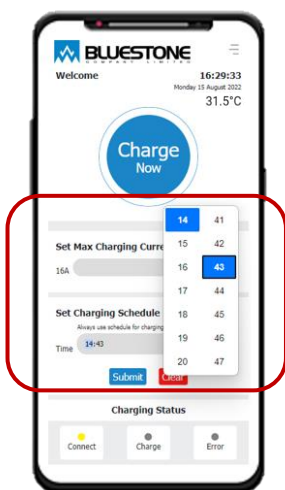 BLUESTONE
COMPANY LIMITED
Welcome
16:29:33
Monday 15 August 2022
31.5°C
Charge
Now
Set Max Charging Curre
16A
14 41
15 42
16 43
17 44
18 45
19 46
20 47
Set Charging Schedule
Always use schedule for charging
Time 14:43
Submit Clear
Charging Status
Connect Charge Error